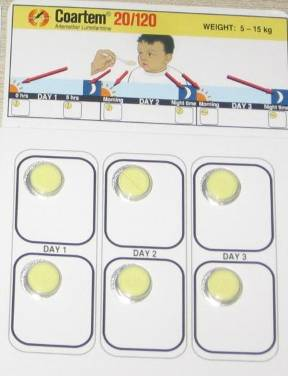 Coartem® 20/120
Artemether Lumefantrine
WEIGHT: 5 – 15 kg
0 hrs DAY 1 8 hrs Morning DAY 2 Night time Morning DAY 3 Night time
DAY 1 DAY 2 DAY 3